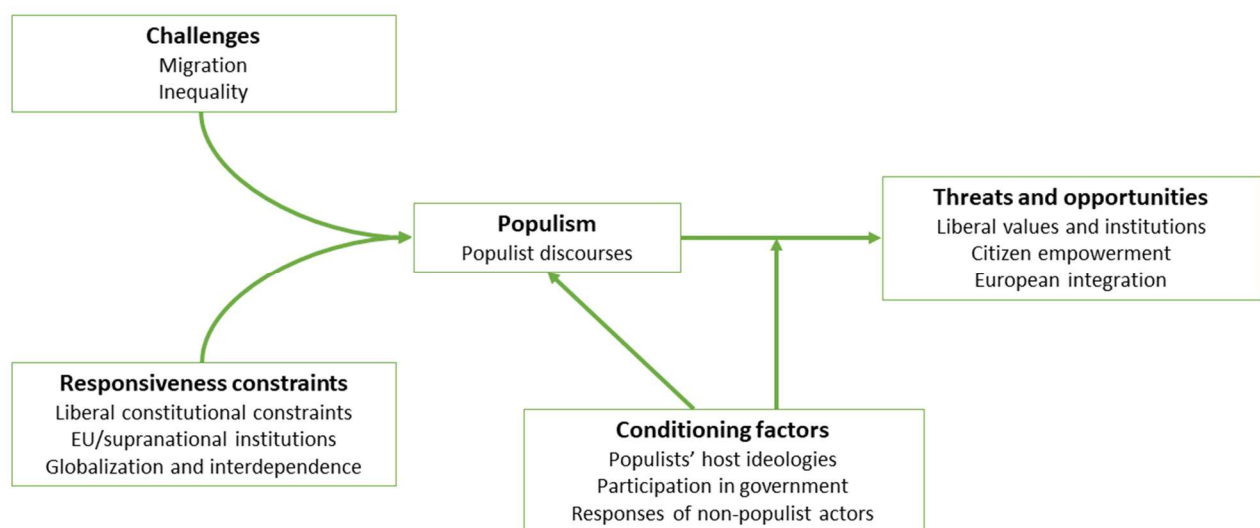 Challenges
Migration
Inequality
Populism
Populist discourses
Threats and opportunities
Liberal values and institutions
Citizen empowerment
European integration
Responsiveness constraints
Liberal constitutional constraints
EU/supranational institutions
Globalization and interdependence
Conditioning factors
Populists’ host ideologies
Participation in government
Responses of non-populist actors